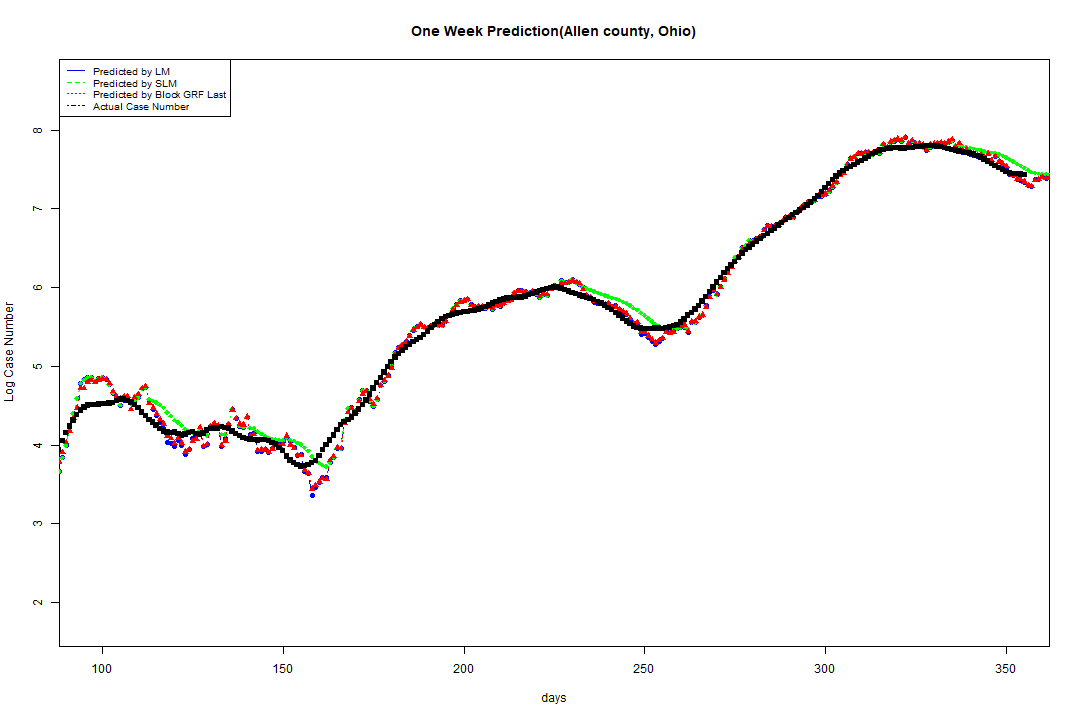 One Week Prediction(Allen county, Ohio)
Predicted by LM
Predicted by SLM
Predicted by Block GRF Last
Actual Case Number
8
7
6
5
4
3
2
Log Case Number
100 150 200 250 300 350
days